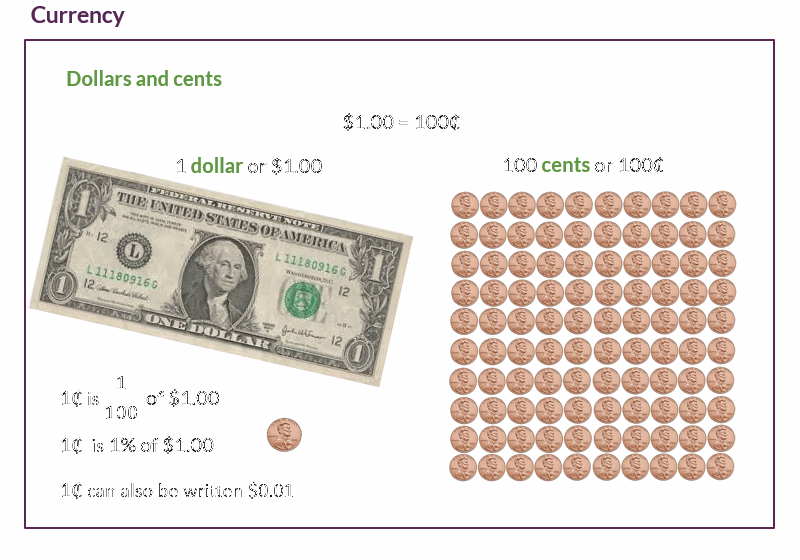 Currency
Dollars and cents
$1.00 = 100¢
1 dollar or $1.00
100 cents or 100¢
FEDERAL RESERVE NOTE
THE UNITED STATES OF AMERICA
L 11180916 G
WASHINGTON, D.C.
12
L
L 11180916 G
12
12
12
1
1
1
1
ONE DOLLAR
1¢ is 1/100 of $1.00
1¢ is 1% of $1.00
1¢ can also be written $0.01